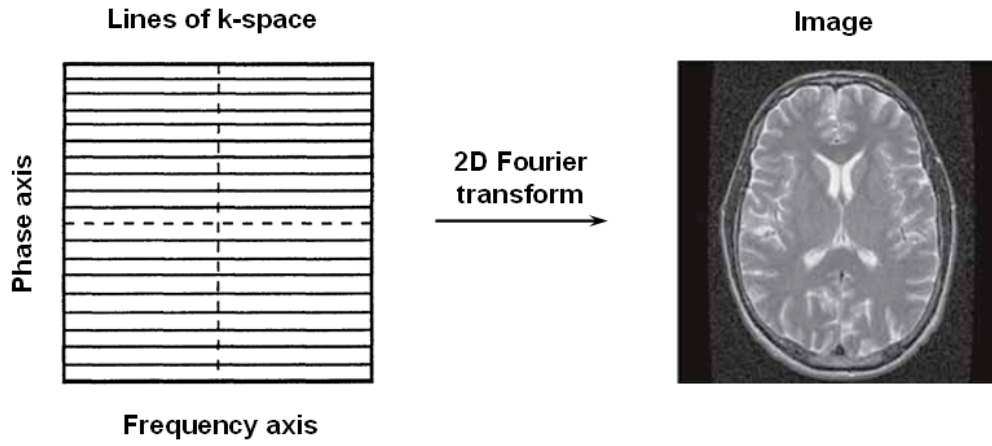 Lines of k-space
Image
Phase axis
2D Fourier
transform
Frequency axis